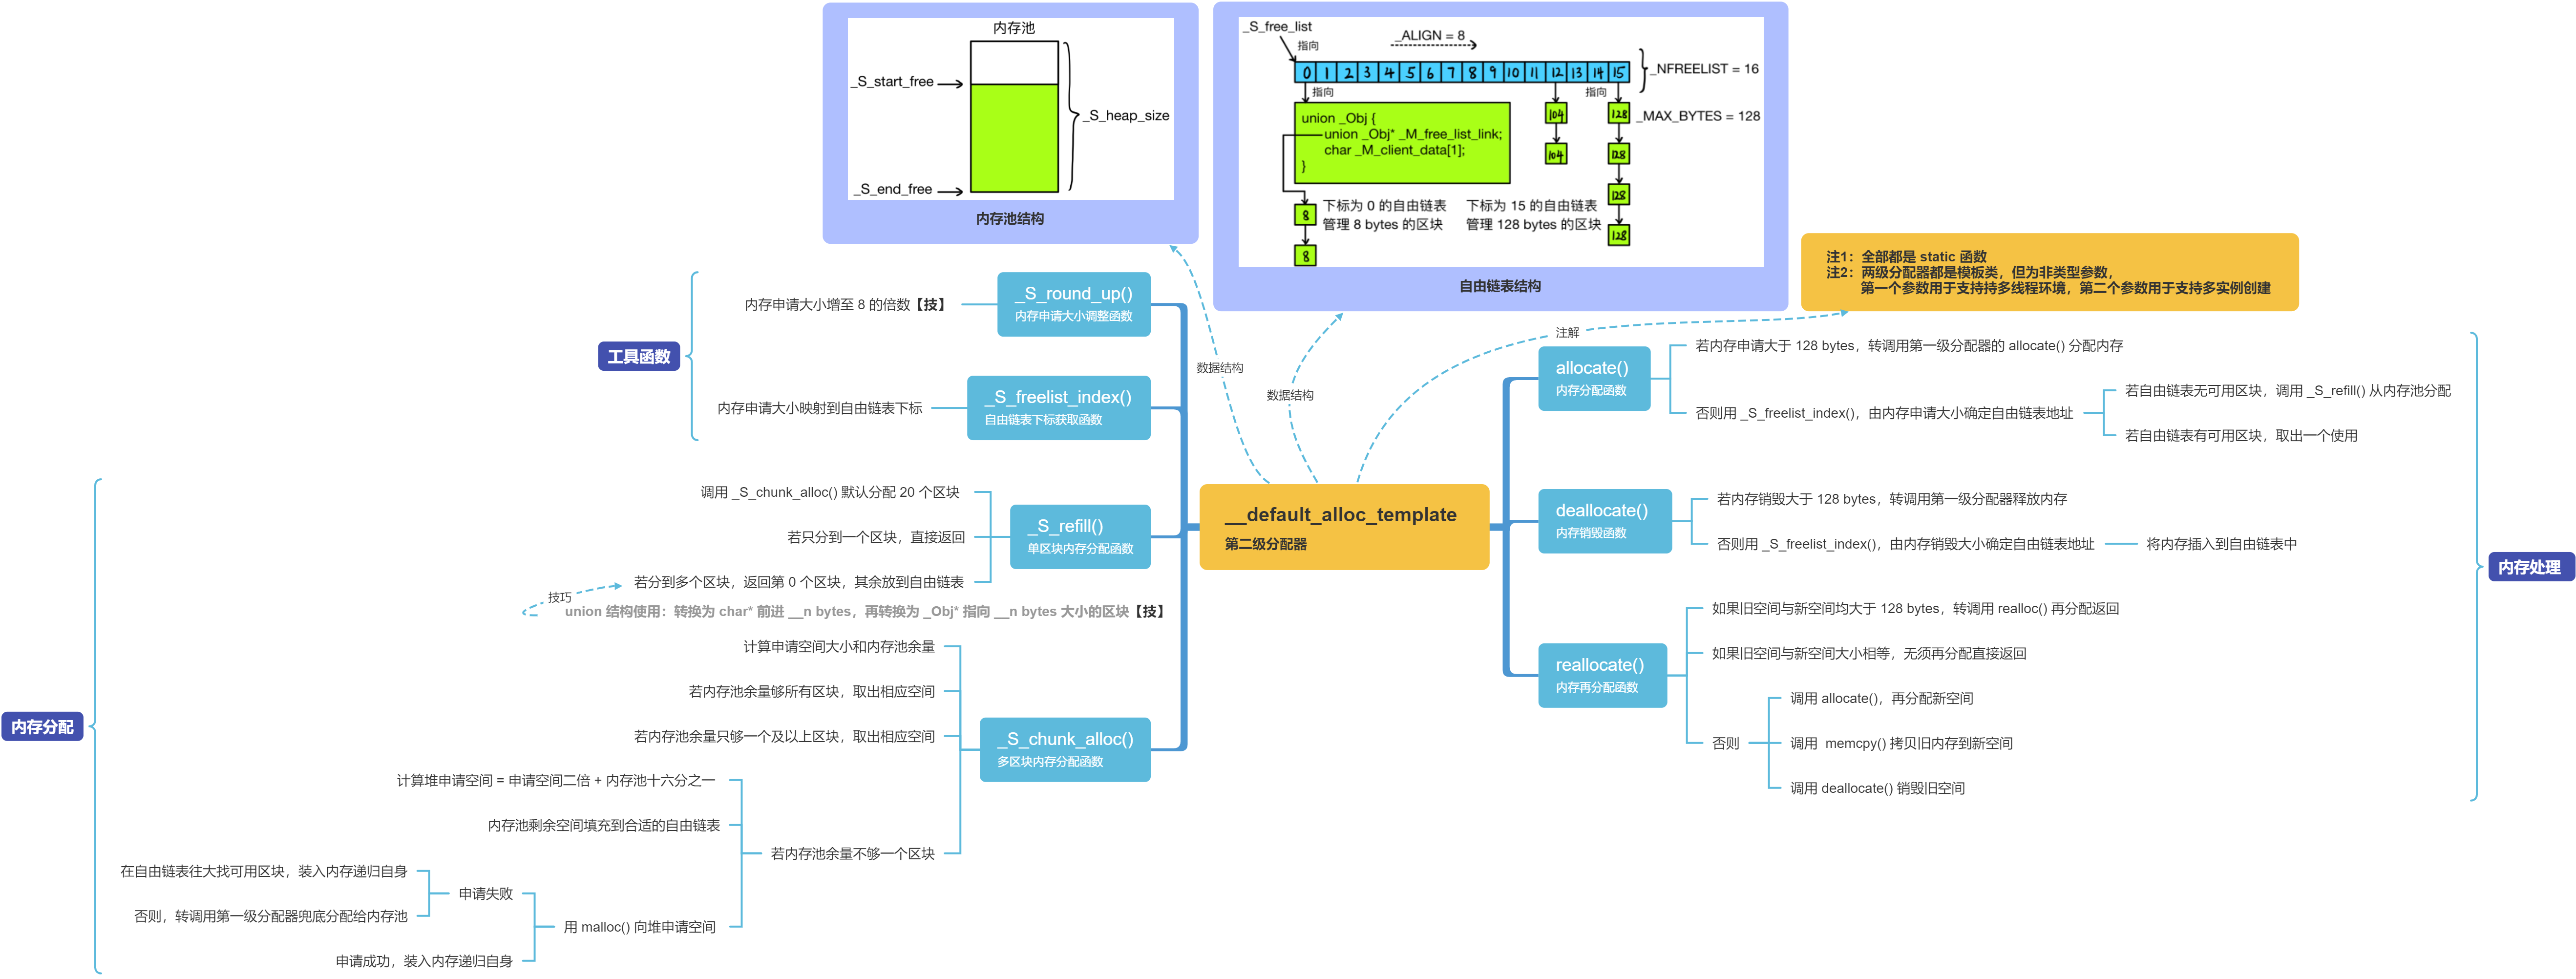 内存池
_S_start_free
_S_heap_size
_S_end_free
内存池结构
_S_free_list
指向
_ALIGN = 8
0 1 2 3 4 5 6 7 8 9 10 11 12 13 14 15
_NFREELIST = 16
指向
指向
union _Obj {
union _Obj* _M_free_list_link;
char _M_client_data[1];
}
104
104
128
128
128
128
_MAX_BYTES = 128
8
8
下标为 0 的自由链表
管理 8 bytes 的区块
下标为 15 的自由链表
管理 128 bytes 的区块
自由链表结构
注1：全部都是 static 函数
注2：两级分配器都是模板类，但为非类型参数，
第一个参数用于支持持多线程环境，第二个参数用于支持多实例创建
数据结构
数据结构
注解
__default_alloc_template
第二级分配器
工具函数
_S_round_up()
内存申请大小调整函数
内存申请大小增至 8 的倍数【技】
_S_freelist_index()
自由链表下标获取函数
内存申请大小映射到自由链表下标
内存分配
_S_refill()
单区块内存分配函数
调用 _S_chunk_alloc() 默认分配 20 个区块
若只分到一个区块，直接返回
若分到多个区块，返回第 0 个区块，其余放到自由链表
技巧
union 结构使用：转换为 char* 前进 __n bytes，再转换为 _Obj* 指向 __n bytes 大小的区块【技】
_S_chunk_alloc()
多区块内存分配函数
计算申请空间大小和内存池余量
若内存池余量够所有区块，取出相应空间
若内存池余量只够一个及以上区块，取出相应空间
若内存池余量不够一个区块
计算堆申请空间 = 申请空间二倍 + 内存池十六分之一
内存池剩余空间填充到合适的自由链表
用 malloc() 向堆申请空间
申请失败
在自由链表往大找可用区块，装入内存递归自身
否则，转调用第一级分配器兜底分配给内存池
申请成功，装入内存递归自身
内存处理
allocate()
内存分配函数
若内存申请大于 128 bytes，转调用第一级分配器的 allocate() 分配内存
否则用 _S_freelist_index()，由内存申请大小确定自由链表地址
若自由链表无可用区块，调用 _S_refill() 从内存池分配
若自由链表有可用区块，取出一个使用
deallocate()
内存销毁函数
若内存销毁大于 128 bytes，转调用第一级分配器释放内存
否则用 _S_freelist_index()，由内存销毁大小确定自由链表地址
将内存插入到自由链表中
reallocate()
内存再分配函数
如果旧空间与新空间均大于 128 bytes，转调用 realloc() 再分配返回
如果旧空间与新空间大小相等，无须再分配直接返回
否则
调用 allocate()，再分配新空间
调用 memcpy() 拷贝旧内存到新空间
调用 deallocate() 销毁旧空间